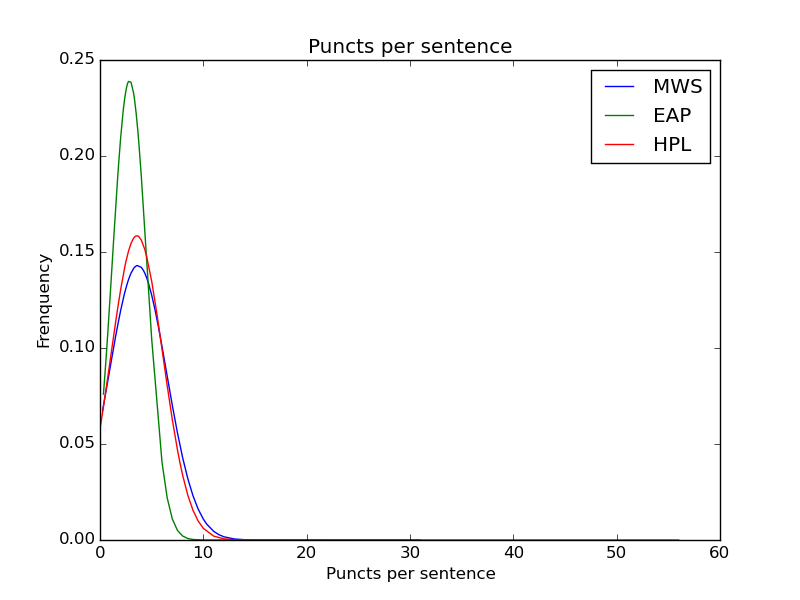 Puncts per sentence
MWS
EAP
HPL
0.25
0.20
0.15
0.10
0.05
0.00
Frenquency
0 10 20 30 40 50 60
Puncts per sentence